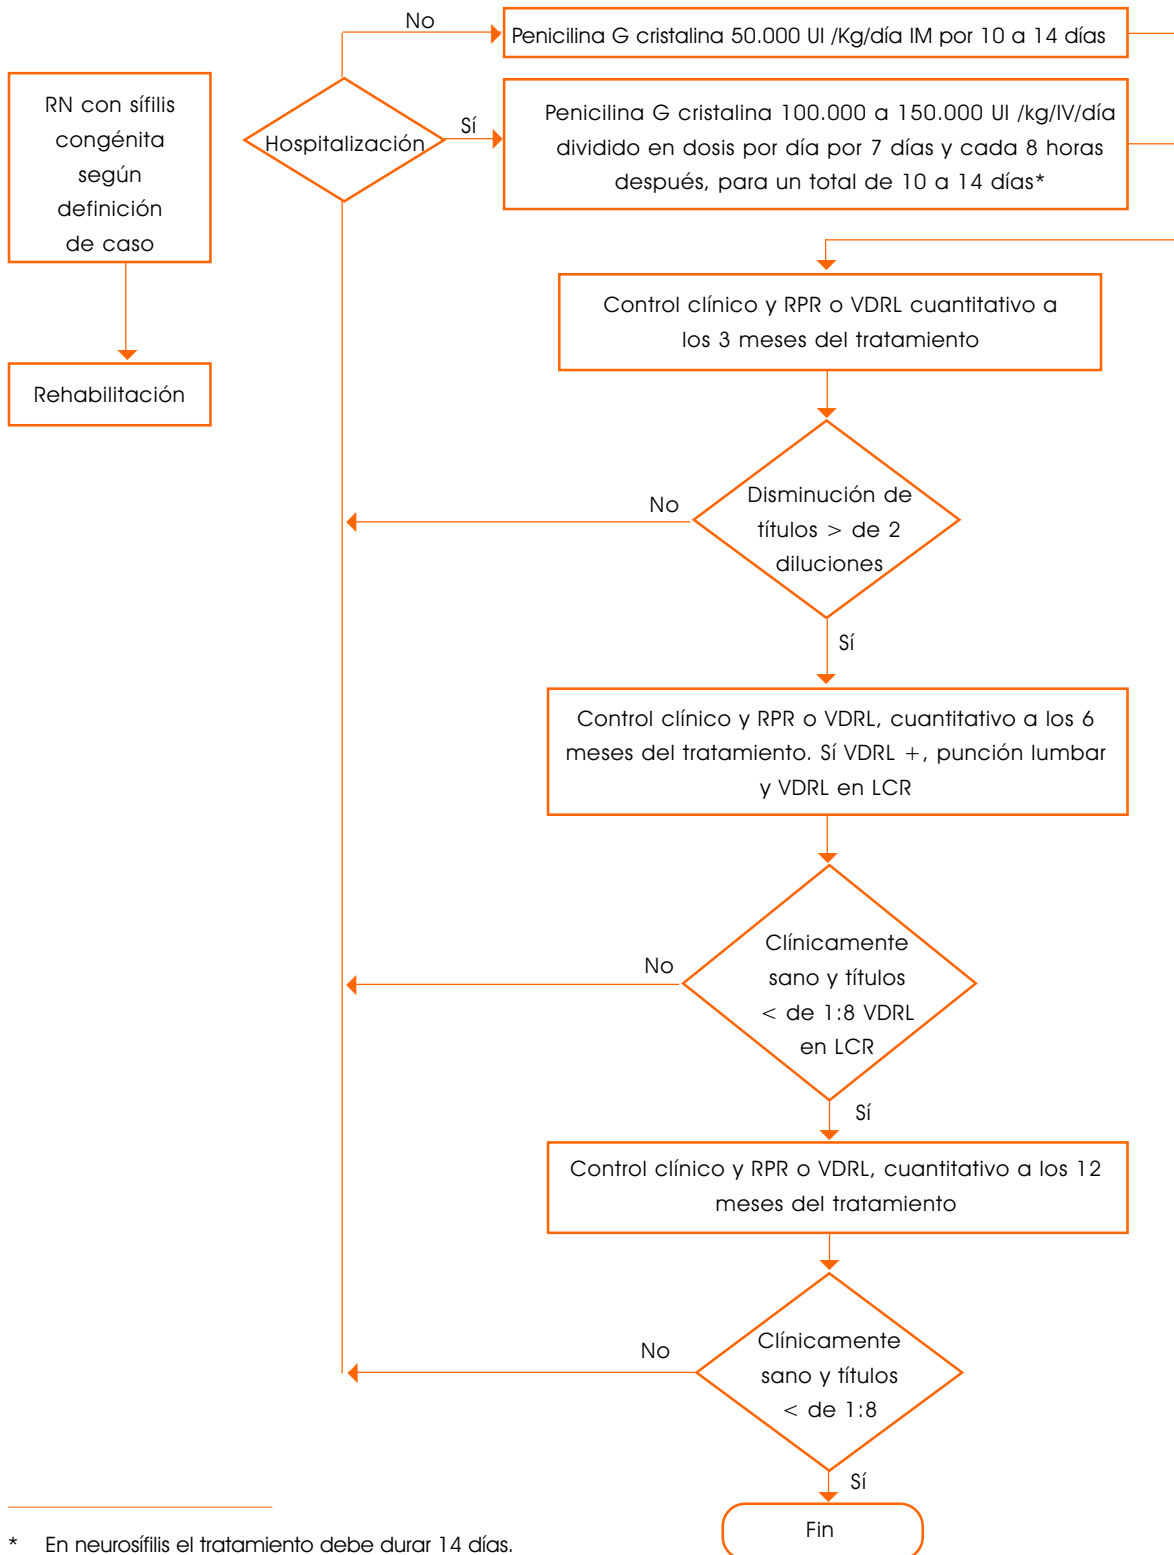 RN con sífilis
congénita
según
definición
de caso
Rehabilitación
Hospitalización
No
Penicilina G cristalina 50.000 UI /Kg/día IM por 10 a 14 días
Sí
Penicilina G cristalina 100.000 a 150.000 UI /kg/IV/día
dividido en dosis por día por 7 días y cada 8 horas
después, para un total de 10 a 14 días*
Control clínico y RPR o VDRL cuantitativo a
los 3 meses del tratamiento
Disminución de
títulos > de 2
diluciones
No
Sí
Control clínico y RPR o VDRL, cuantitativo a los 6
meses del tratamiento. Sí VDRL +, punción lumbar
y VDRL en LCR
Clínicamente
sano y títulos
< de 1:8 VDRL
en LCR
No
Sí
Control clínico y RPR o VDRL, cuantitativo a los 12
meses del tratamiento
Clínicamente
sano y títulos
< de 1:8
No
Sí
Fin
* En neurosífilis el tratamiento debe durar 14 días.